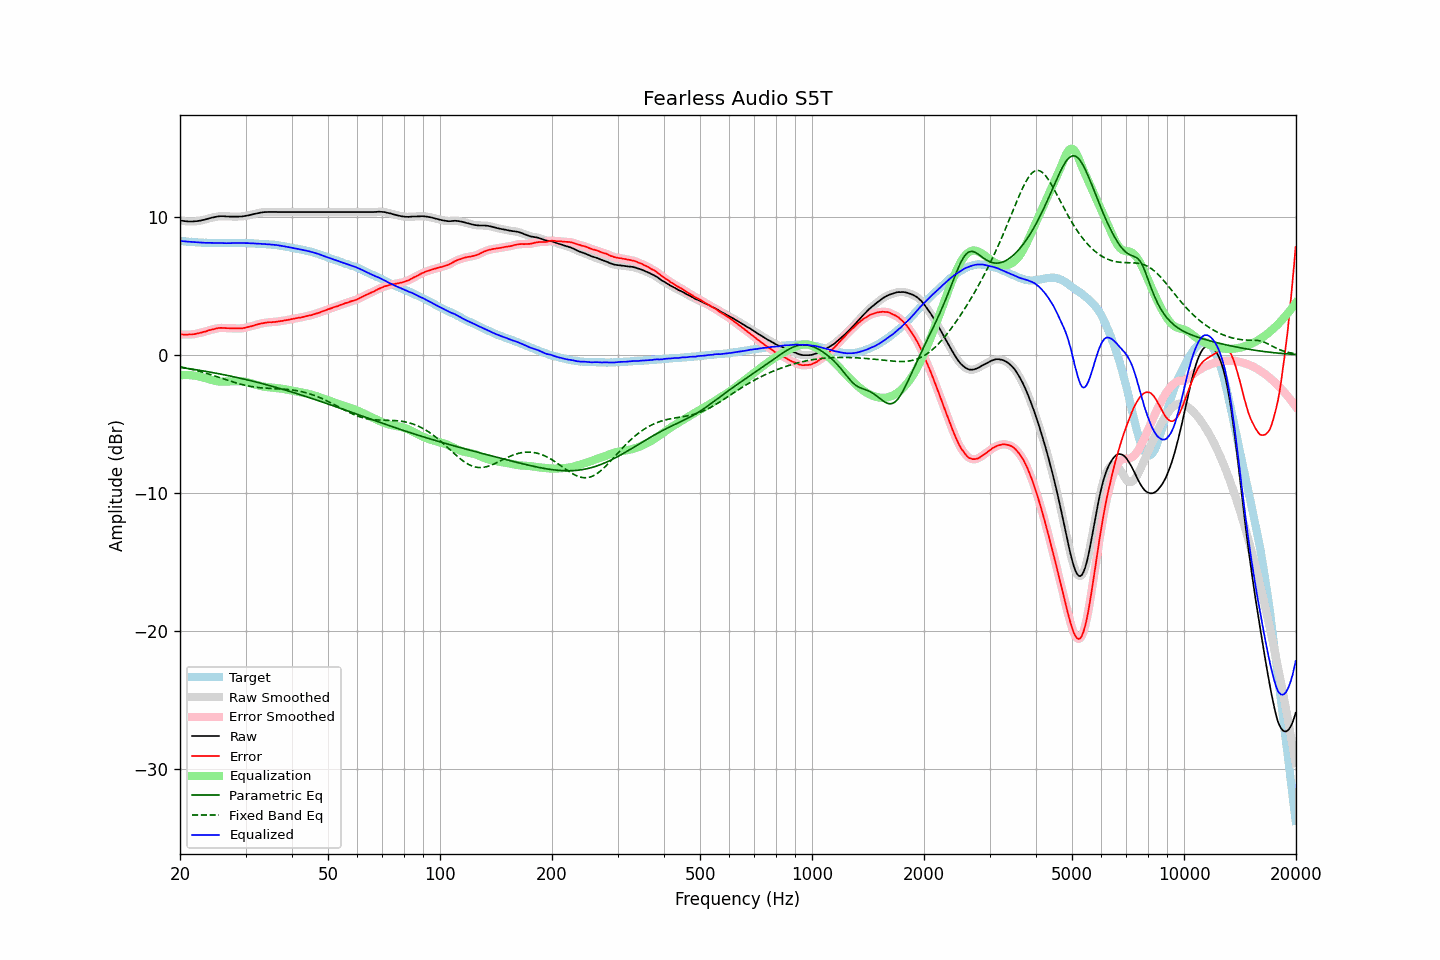 Fearless Audio S5T
Amplitude (dBr)
10
0
−10
−20
−30
Target
Raw Smoothed
Error Smoothed
Raw
Error
Equalization
Parametric Eq
Fixed Band Eq
Equalized
20 50 100 200 500 1000 2000 5000 10000 20000
Frequency (Hz)